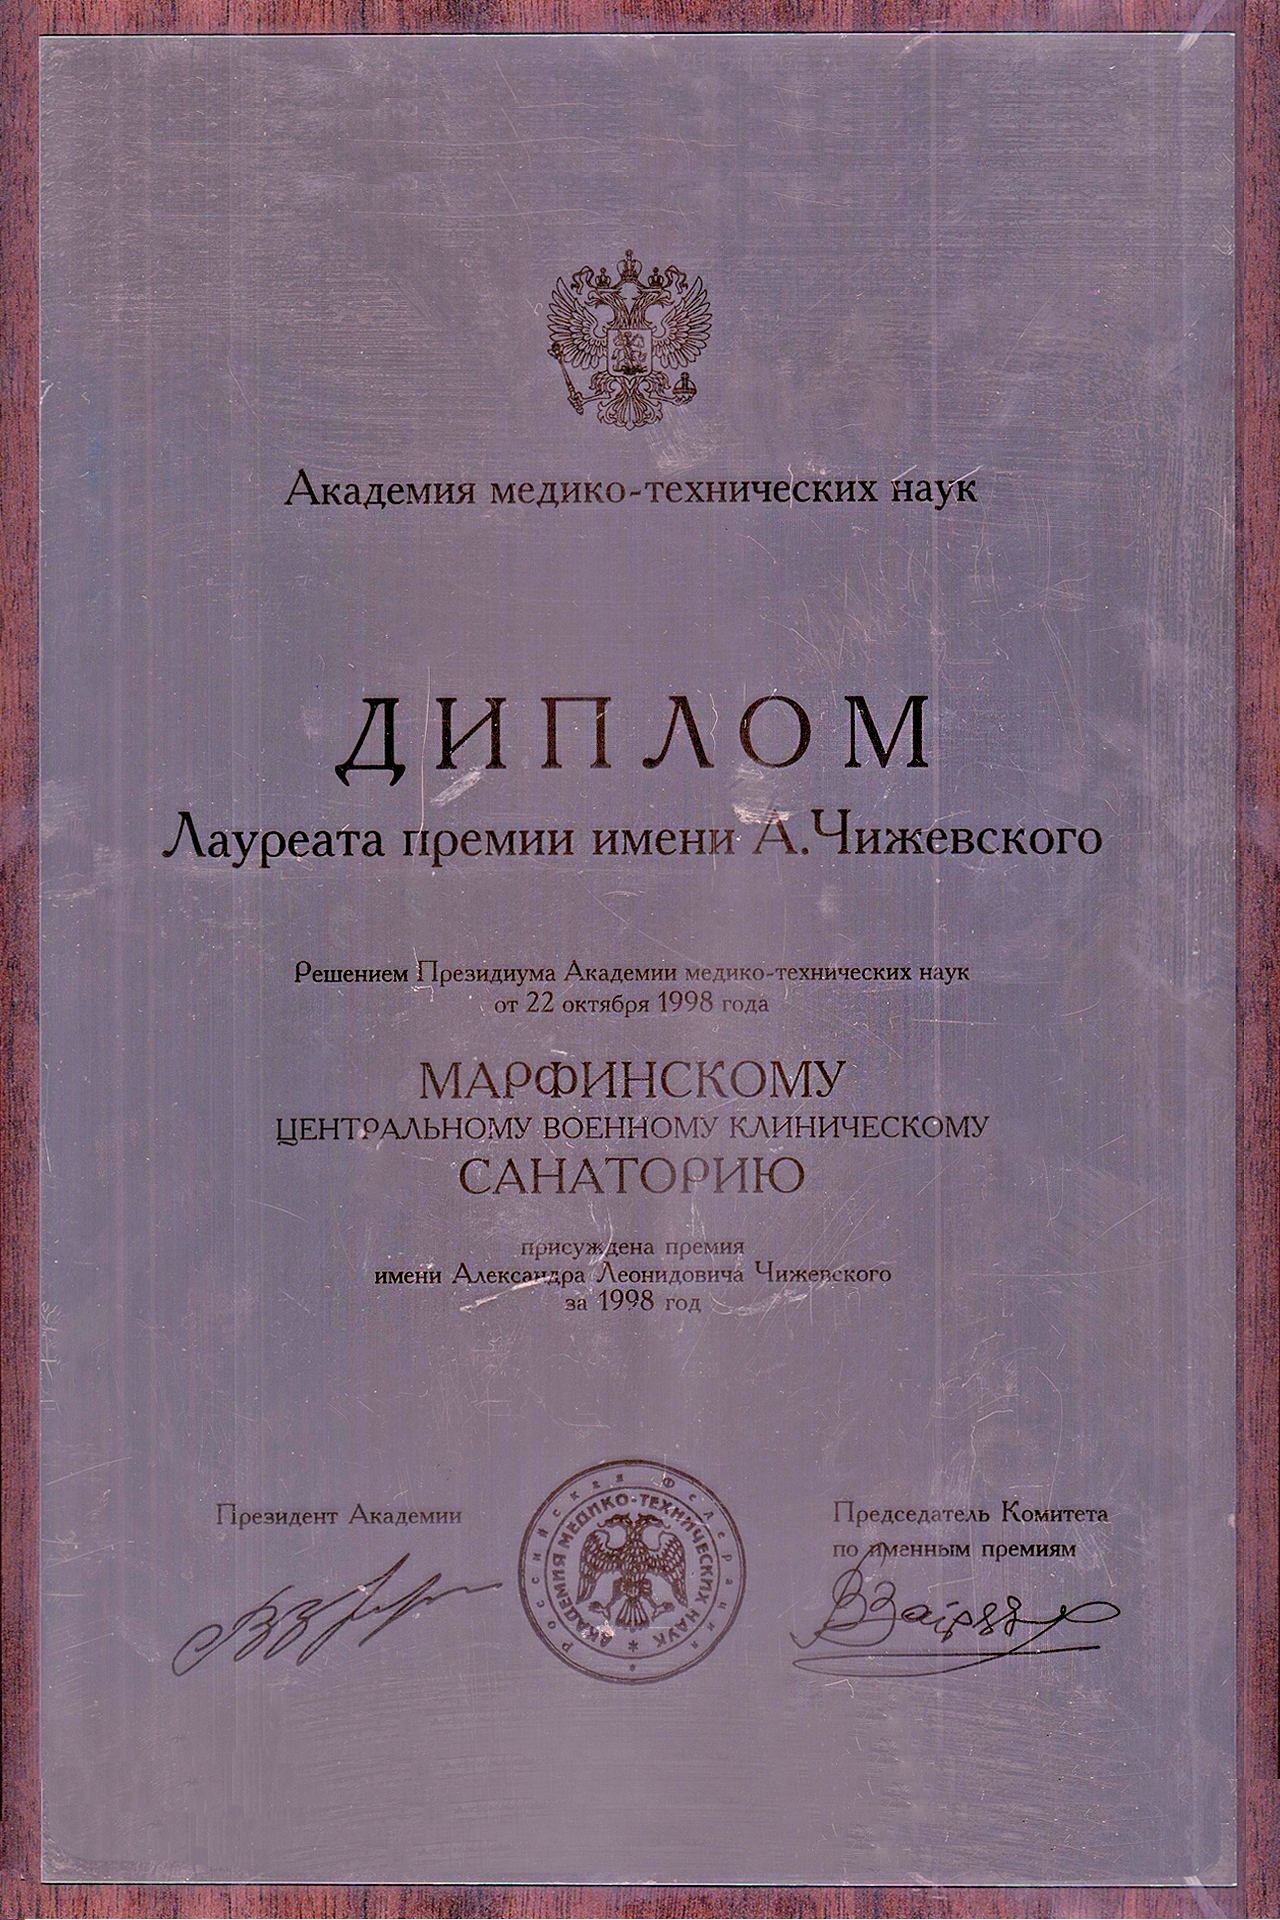 Академия медико-технических наук
ДИПЛОМ
Лауреата премии имени А.Чижевского
Решением Президиума Академии медико-технических наук
от 22 октября 1998 года
МАРФИНСКОМУ
ЦЕНТРАЛЬНОМУ ВОЕННОМУ КЛИНИЧЕСКОМУ
САНАТОРИЮ
присуждена премия
имени Александра Леонидовича Чижевского
за 1998 год
Президент Академии
Российская Федерация
АКАДЕМИЯ МЕДИКО-ТЕХНИЧЕСКИХ НАУК
Председатель Комитета
по именным премиям